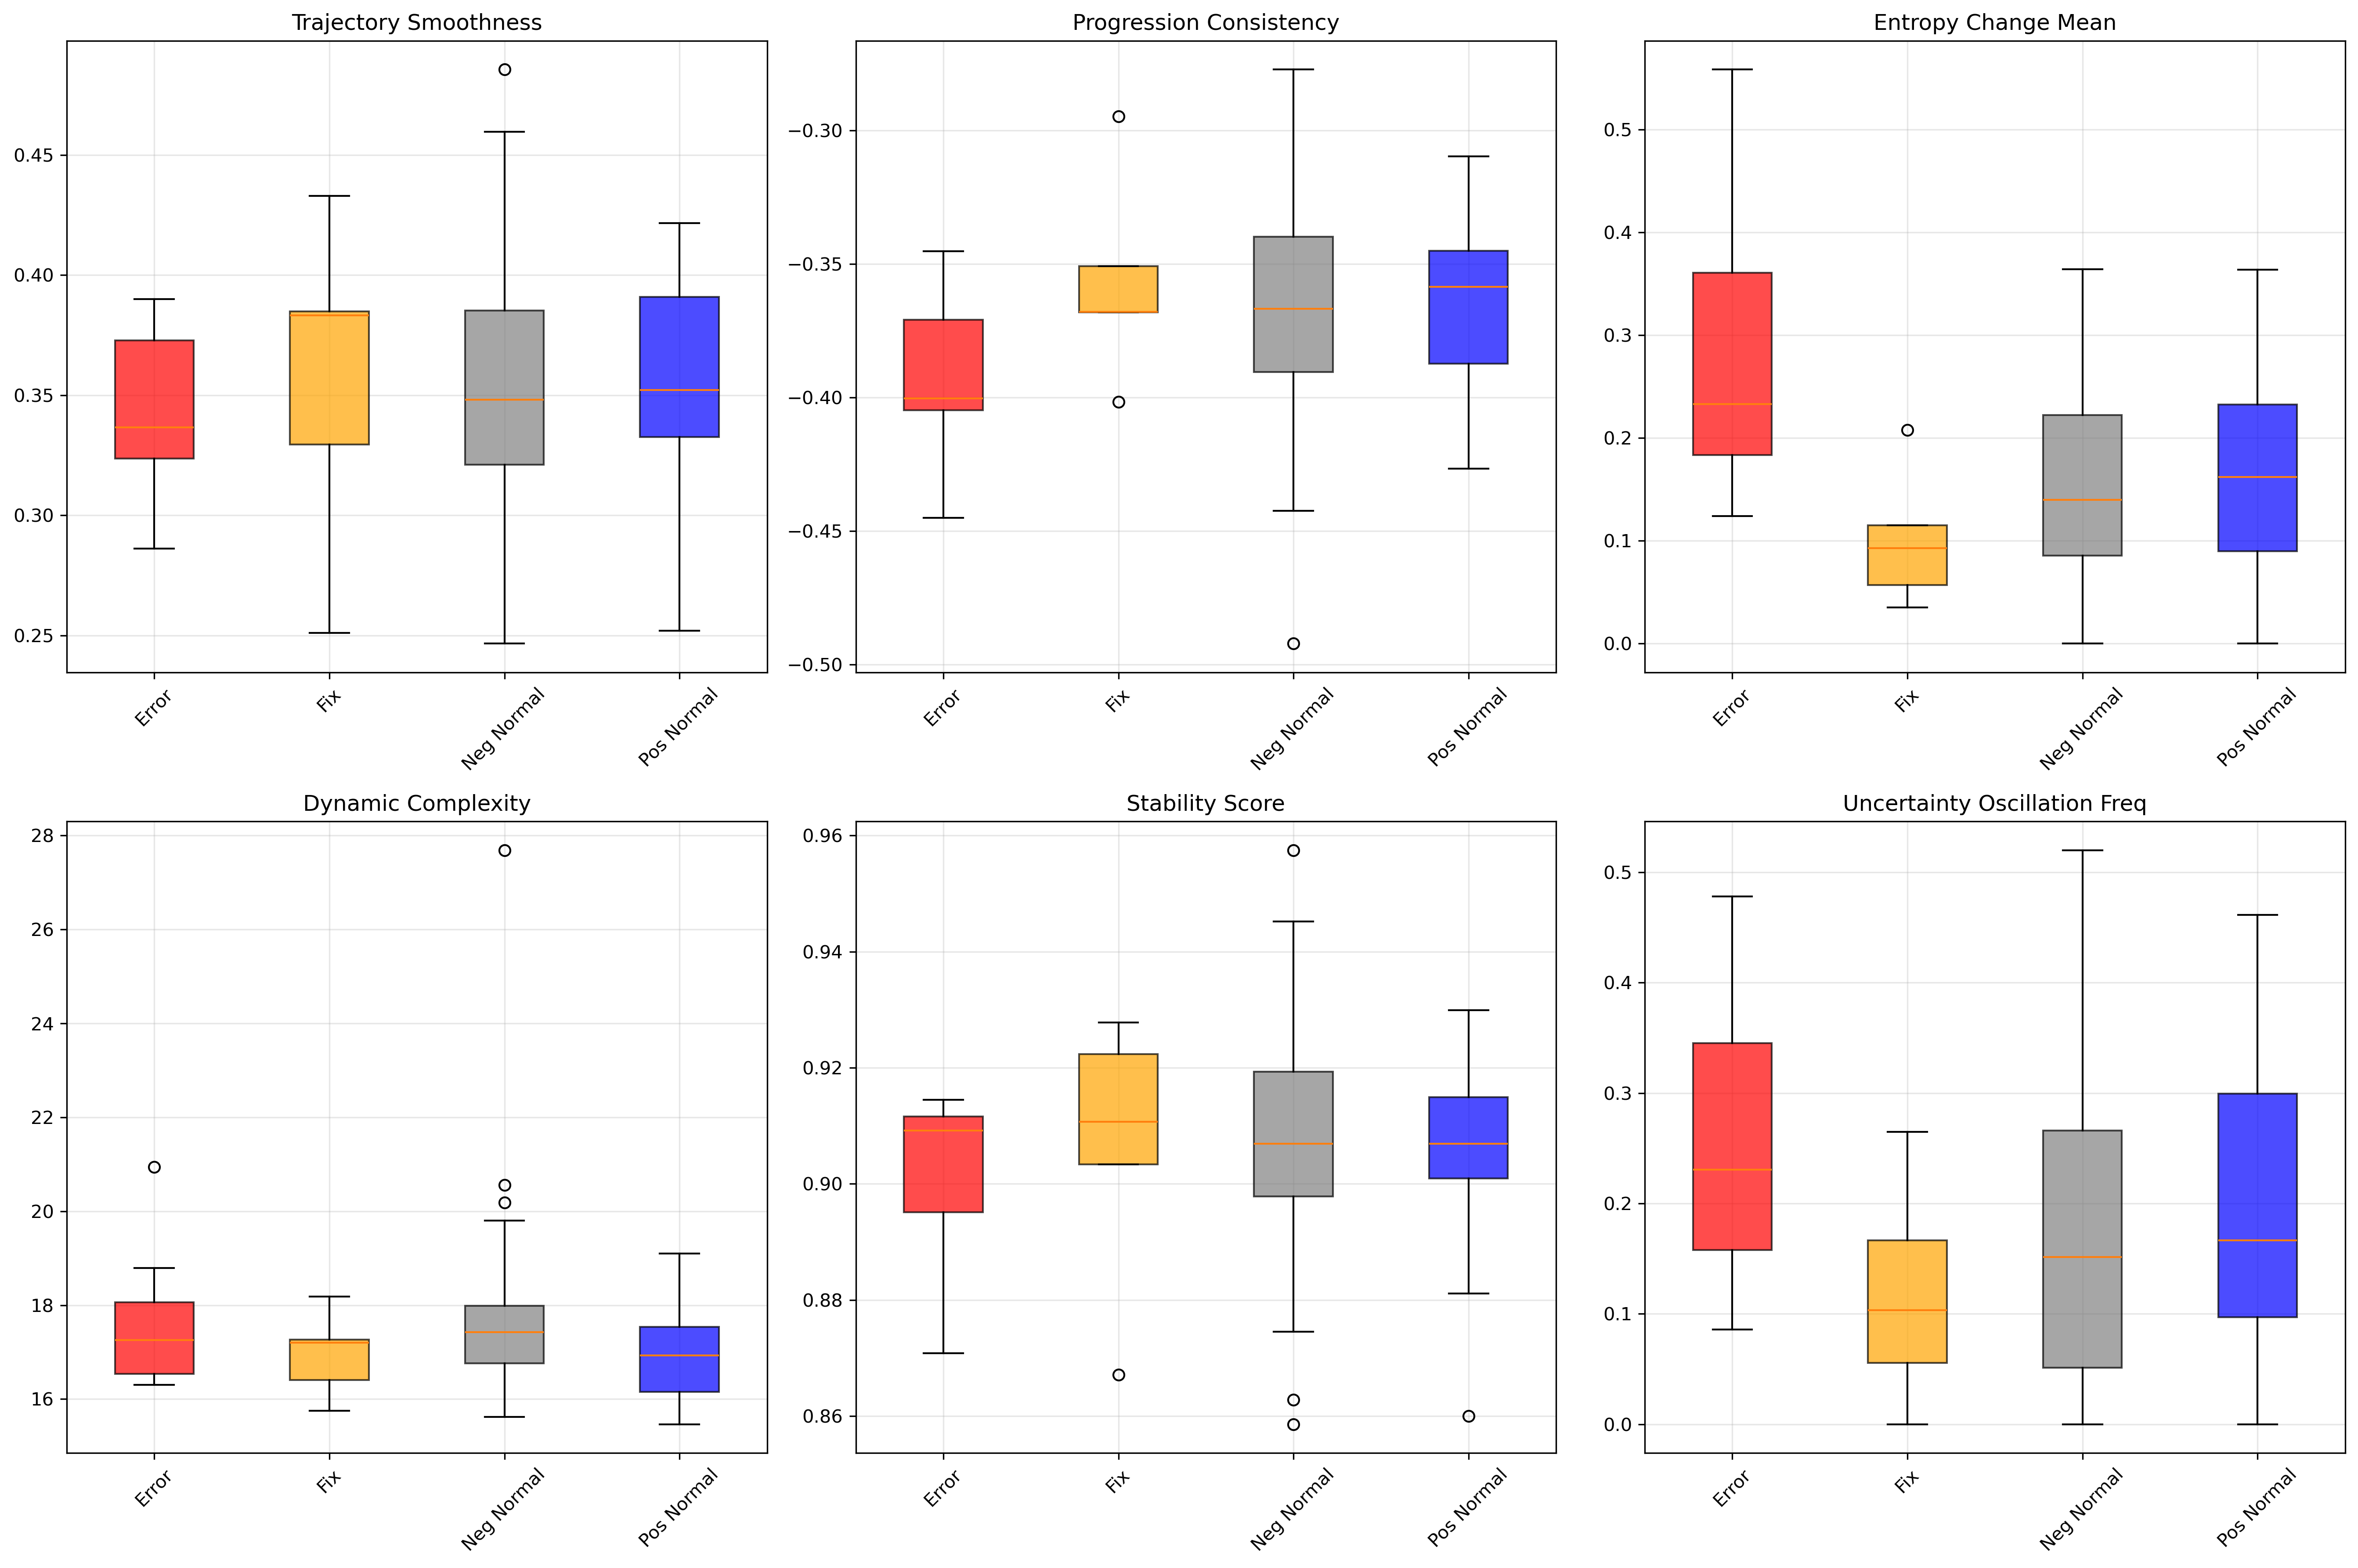 Trajectory Smoothness
0.45
0.40
0.35
0.30
0.25
Error
Fix
Neg Normal
Pos Normal
Progression Consistency
−0.30
−0.35
−0.40
−0.45
−0.50
Error
Fix
Neg Normal
Pos Normal
Entropy Change Mean
0.5
0.4
0.3
0.2
0.1
0.0
Error
Fix
Neg Normal
Pos Normal
Dynamic Complexity
28
26
24
22
20
18
16
Error
Fix
Neg Normal
Pos Normal
Stability Score
0.96
0.94
0.92
0.90
0.88
0.86
Error
Fix
Neg Normal
Pos Normal
Uncertainty Oscillation Freq
0.5
0.4
0.3
0.2
0.1
0.0
Error
Fix
Neg Normal
Pos Normal